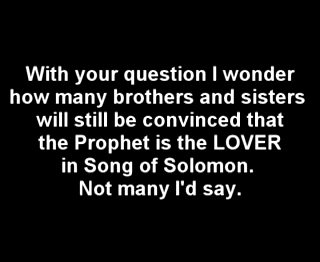 With your question I wonder
how many brothers and sisters
will still be convinced that
the Prophet is the LOVER
in Song of Solomon.
Not many I'd say.